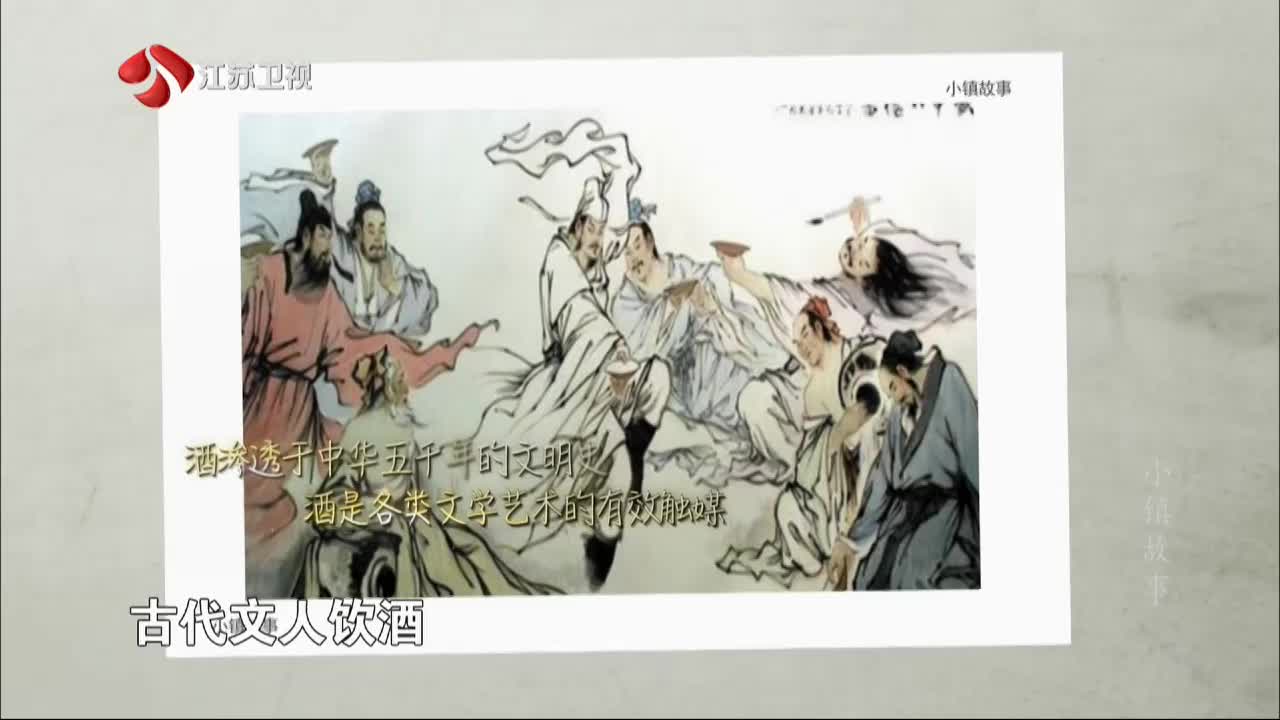 江苏卫视
小镇故事
酒渗透于中华五千年的文明史
酒是各类文学艺术的有效触媒
小镇故事
古代文人饮酒